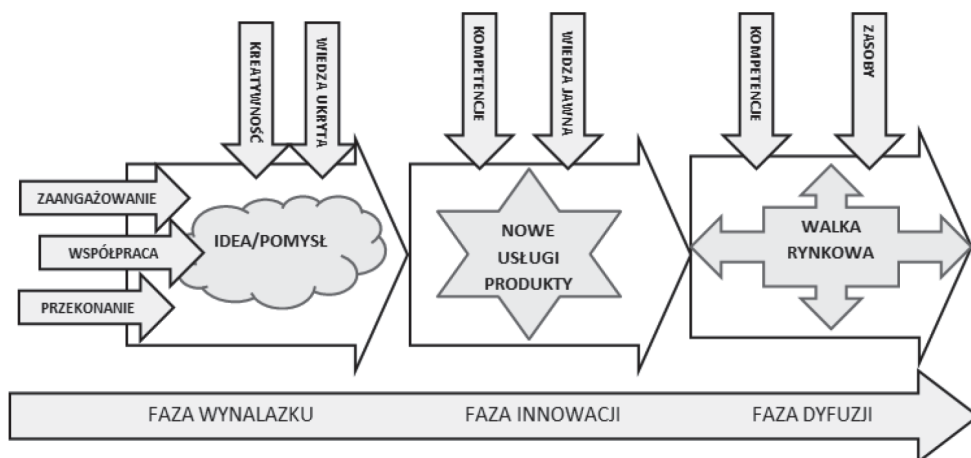 KREATYWNOŚĆ
WIEDZA UKRYTA
KOMPETENCJE
WIEDZA JAWNA
KOMPETENCJE
ZASOBY
ZAANGAŻOWANIE
WSPÓŁPRACA
PRZEKONANIE
IDEA/POMYSŁ
NOWE
USŁUGI
PRODUKTY
WALKA
RYNKOWA
FAZA WYNALAZKU
FAZA INNOWACJI
FAZA DYFUZJI